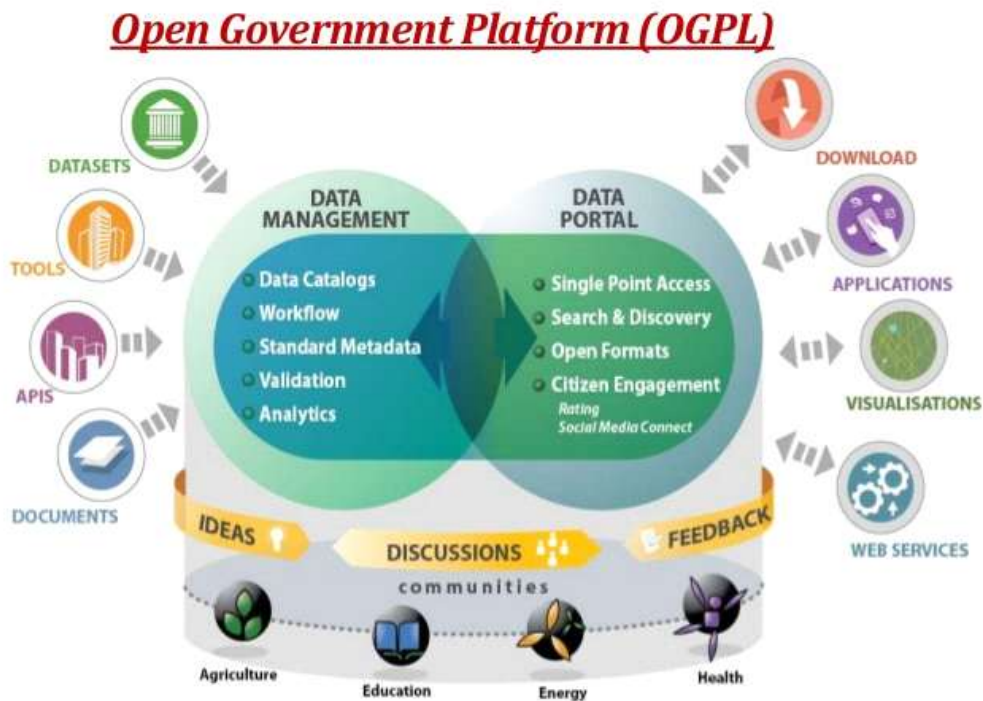 Open Government Platform (OGPL)
DATASETS
TOOLS
APIS
DOCUMENTS
DATA
MANAGEMENT
Data Catalogs
Workflow
Standard Metadata
Validation
Analytics
DATA
PORTAL
Single Point Access
Search & Discovery
Open Formats
Citizen Engagement
Rating
Social Media Connect
DOWNLOAD
APPLICATIONS
VISUALISATIONS
WEB SERVICES
IDEAS
DISCUSSIONS
FEEDBACK
communities
Agriculture
Education
Energy
Health